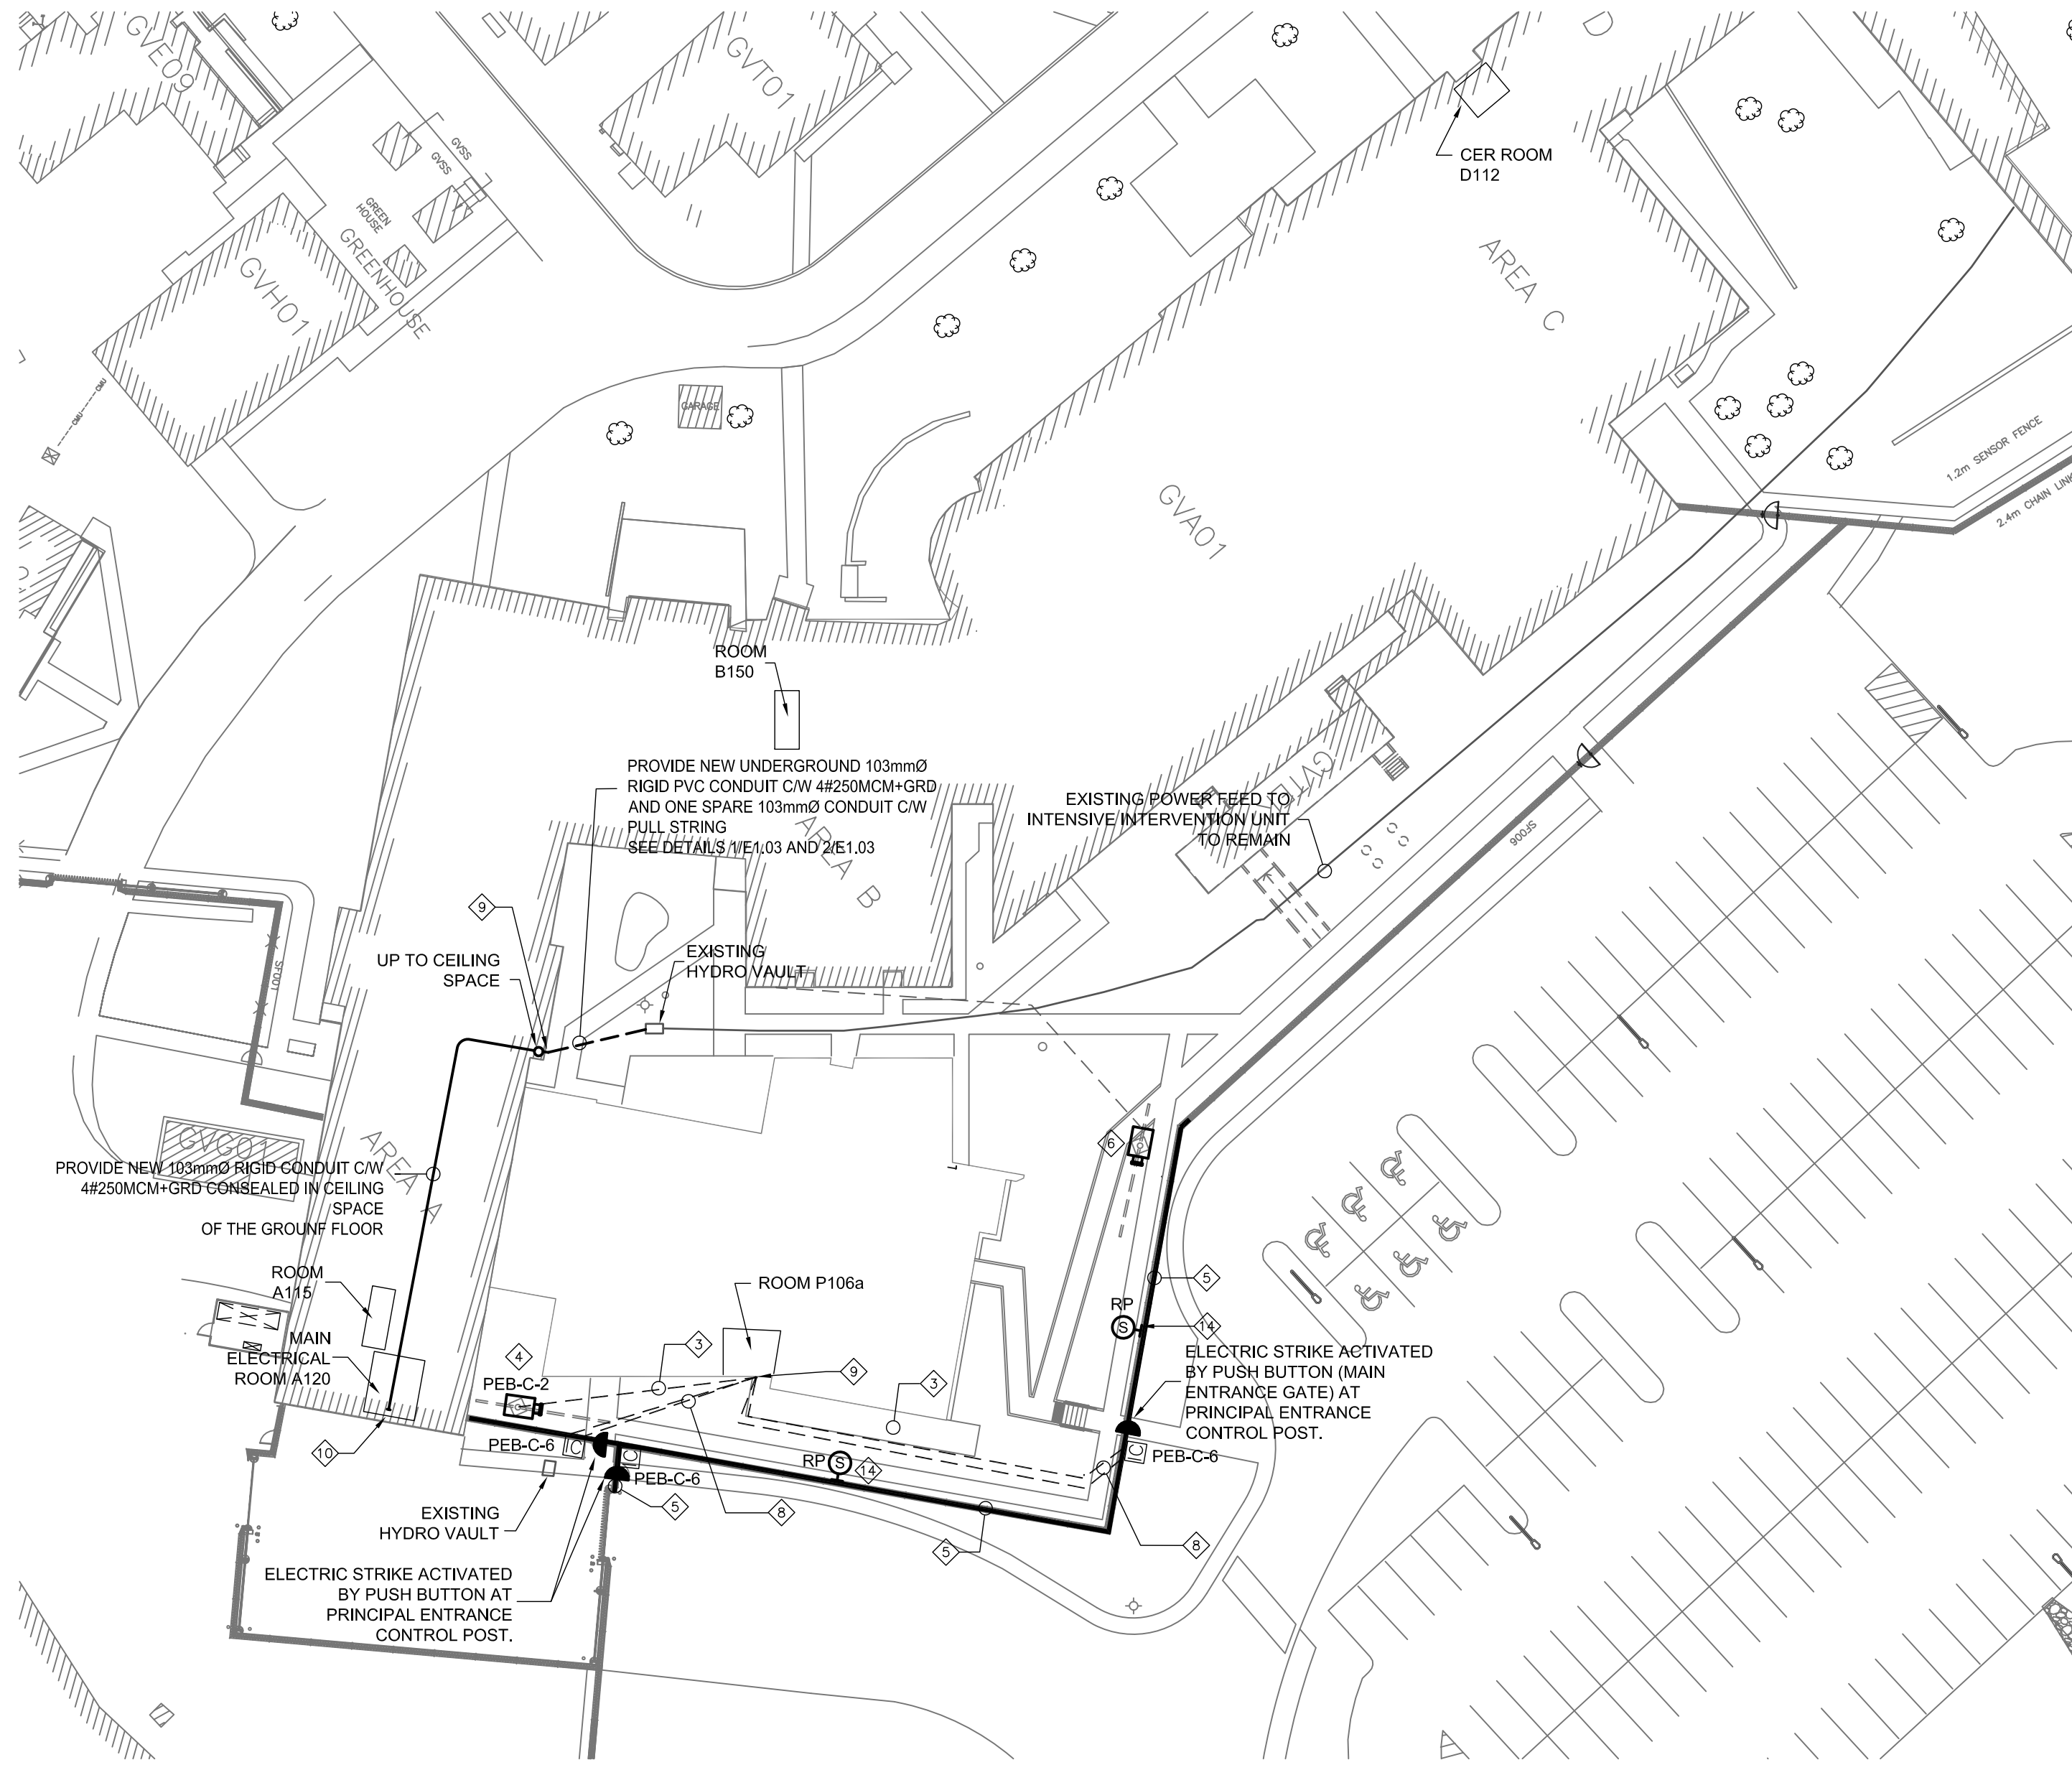 GVE09
GVT01
D
CER ROOM
D112
GVSS
GVSS
GREEN
HOUSE
GREENHOUSE
GVH01
AREA C
CMU
CMU
GARAGE
1.2m SENSOR FENCE
2.4m CHAIN LINK
GVA01
ROOM
B150
PROVIDE NEW UNDERGROUND 103mmØ
RIGID PVC CONDUIT C/W 4#250MCM+GRD
AND ONE SPARE 103mmØ CONDUIT C/W
PULL STRING
SEE DETAILS 1/E1.03 AND 2/E1.03
AREA B
EXISTING POWER FEED TO
INTENSIVE INTERVENTION UNIT
TO REMAIN
SF006
9
UP TO CEILING
SPACE
EXISTING
HYDRO VAULT
SF001
GVG01
AREA A
PROVIDE NEW 103mmØ RIGID CONDUIT C/W
4#250MCM+GRD CONSEALED IN CEILING
SPACE
OF THE GROUNF FLOOR
6
ROOM
A115
ROOM P106a
5
RP
S
14
MAIN
ELECTRICAL
ROOM A120
4
3
9
3
PEB-C-2
ELECTRIC STRIKE ACTIVATED
BY PUSH BUTTON (MAIN
ENTRANCE GATE) AT
PRINCIPAL ENTRANCE
CONTROL POST.
10
PEB-C-6
C
C
PEB-C-6
RP
S
14
C
PEB-C-6
5
8
5
8
EXISTING
HYDRO VAULT
ELECTRIC STRIKE ACTIVATED
BY PUSH BUTTON AT
PRINCIPAL ENTRANCE
CONTROL POST.